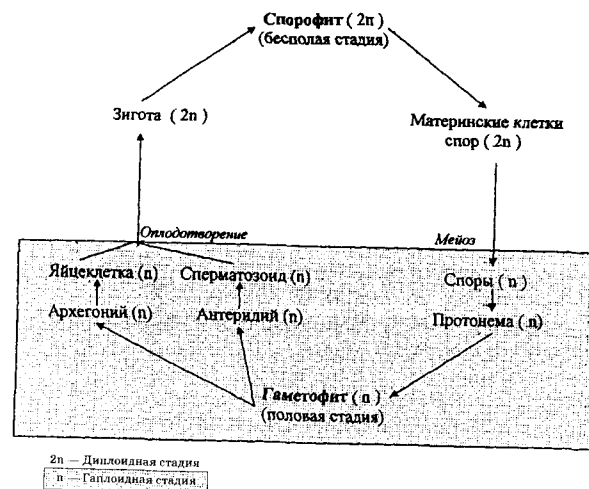 Спорофит ( 2n )
(бесполая стадия)
Зигота ( 2n )
Материнские клетки
спор ( 2n )
Оплодотворение
Мейоз
Яйцеклетка (n)
Сперматозоид (n)
Споры ( n )
Архегоний (n)
Антеридий (n)
Протонема ( n)
Гаметофит ( n )
(половая стадия)
2n — Диплоидная стадия
n — Гаплоидная стадия